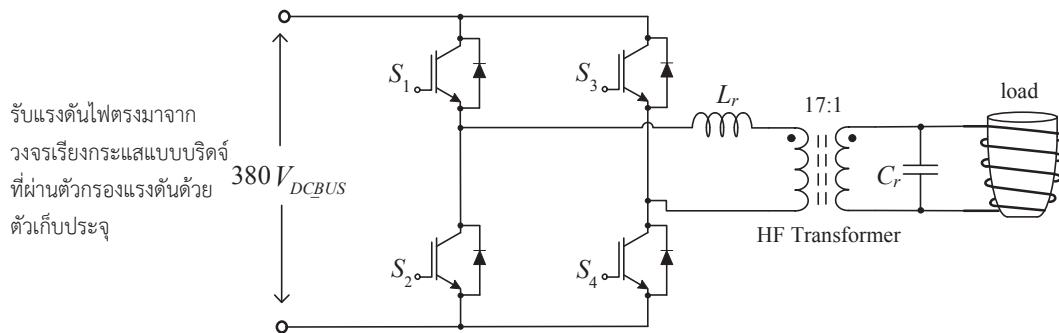 รับแรงดันไฟตรงมาจาก
วงจรเรียงกระแสแบบบริดจ์
ที่ผ่านตัวกรองแรงดันด้วย
ตัวเก็บประจุ
380 V_DCBUS
S1
S3
S2
S4
Lr
17:1
load
Cr
HF Transformer